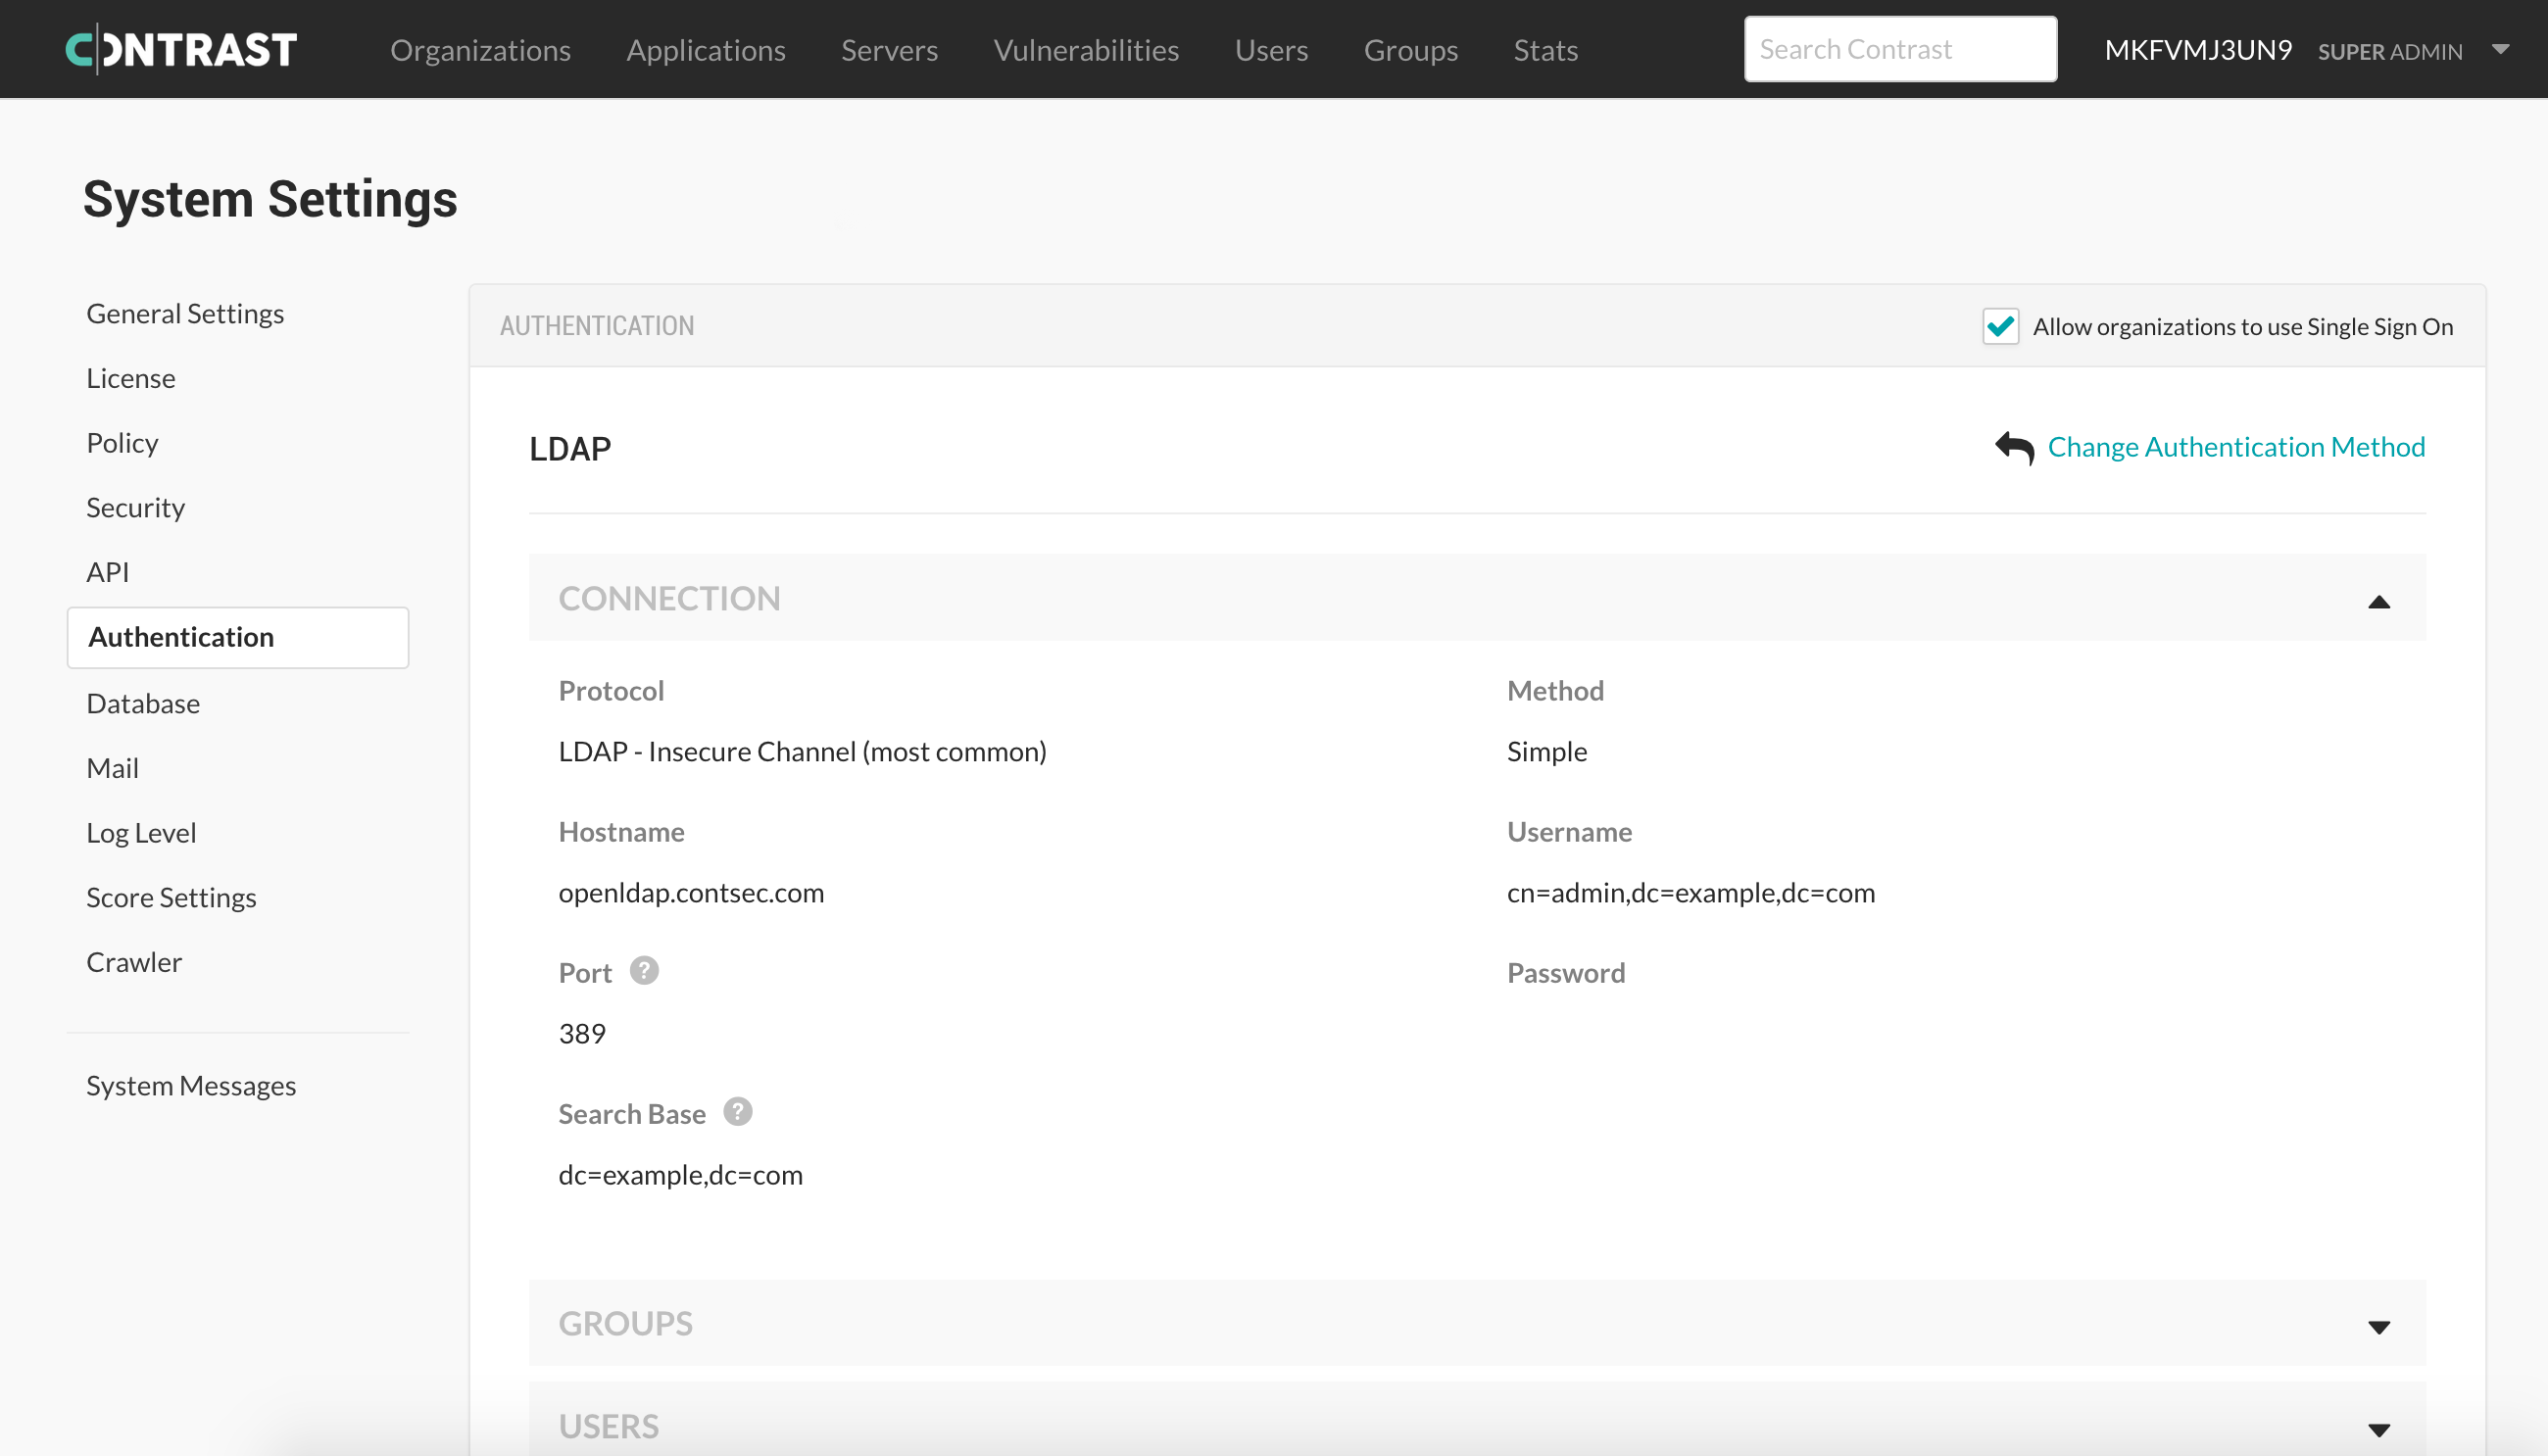 CONTRAST
Organizations Applications Servers Vulnerabilities Users Groups Stats Search Contrast MKFVMJ3UN9 SUPER ADMIN
System Settings
General Settings
License
Policy
Security
API
Authentication
Database
Mail
Log Level
Score Settings
Crawler
System Messages
AUTHENTICATION Allow organizations to use Single Sign On
LDAP Change Authentication Method
CONNECTION
Protocol
LDAP - Insecure Channel (most common)
Hostname
openldap.contsec.com
Port ?
389
Search Base ?
dc=example,dc=com
Method
Simple
Username
cn=admin,dc=example,dc=com
Password
GROUPS
USERS